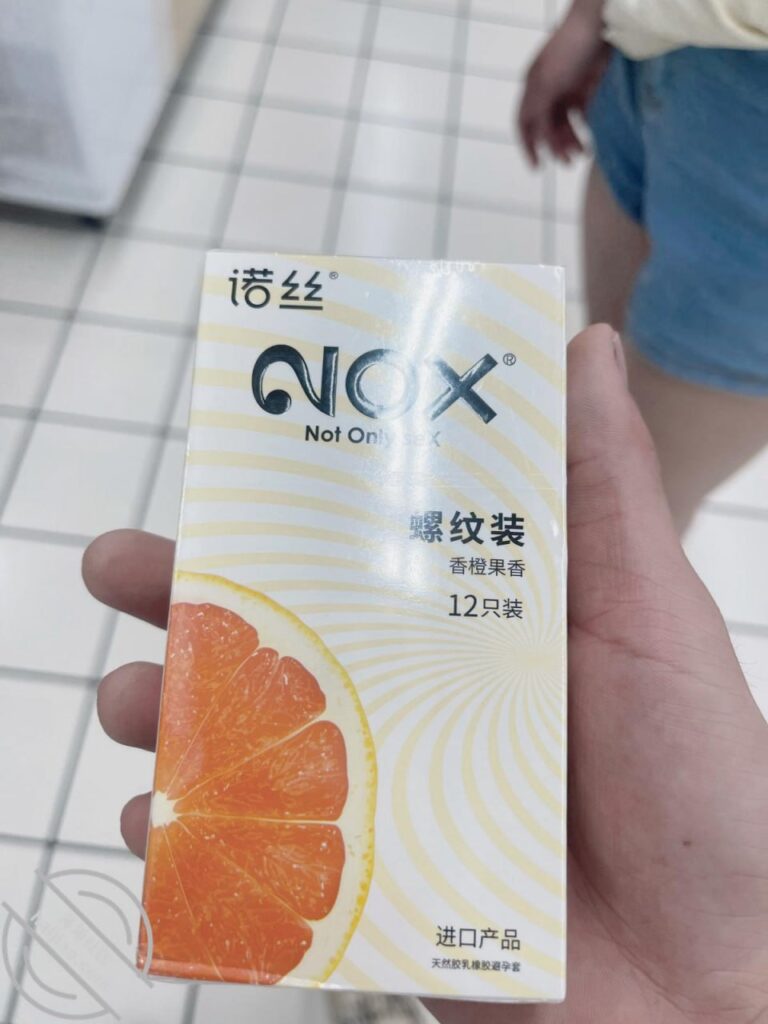 诺丝®
NOX®
Not Only seX
螺纹装
香橙果香
12只装
进口产品
天然胶乳橡胶避孕套